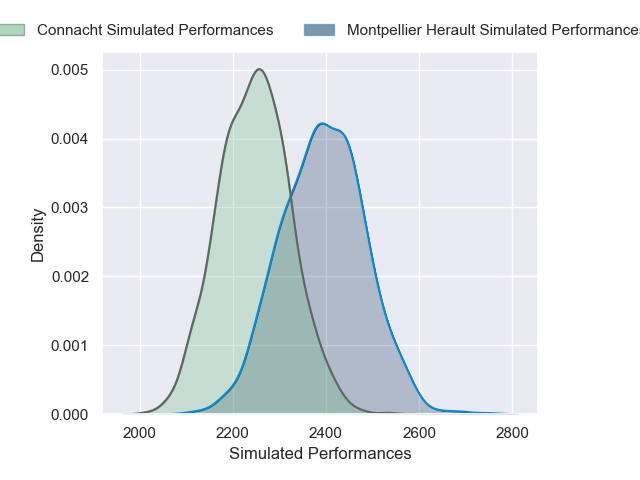 Connacht Simulated Performances Montpellier Herault Simulated Performances
0.005
0.004
0.003
0.002
0.001
0.000
Density
2000 2200 2400 2600 2800
Simulated Performances